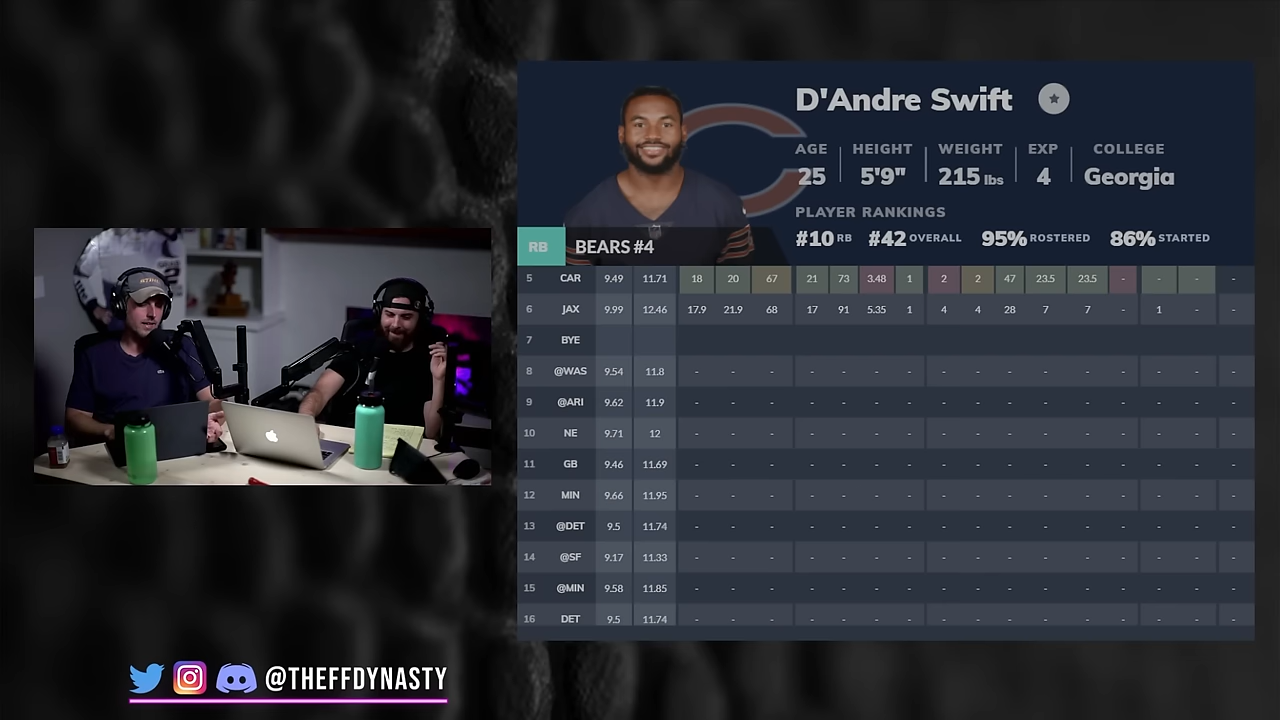 D'Andre Swift
AGE HEIGHT WEIGHT EXP COLLEGE
25 5'9" 215 lbs 4 Georgia
PLAYER RANKINGS
#10 RB #42 OVERALL 95% ROSTERED 86% STARTED
RB BEARS #4
5 CAR 9.49 11.71 18 20 67 21 73 3.48 1 2 2 47 23.5 23.5 - - - -
6 JAX 9.99 12.46 17.9 21.9 68 17 91 5.35 1 4 4 28 7 7 - 1 - -
7 BYE
8 @WAS 9.54 11.8 - - - - - - - - - - - - - - - -
9 @ARI 9.62 11.9 - - - - - - - - - - - - - - - -
10 NE 9.71 12 - - - - - - - - - - - - - - - -
11 GB 9.46 11.69 - - - - - - - - - - - - - - - -
12 MIN 9.66 11.95 - - - - - - - - - - - - - - - -
13 @DET 9.5 11.74 - - - - - - - - - - - - - - - -
14 @SF 9.17 11.33 - - - - - - - - - - - - - - - -
15 @MIN 9.58 11.85 - - - - - - - - - - - - - - - -
16 DET 9.5 11.74 - - - - - - - - - - - - - - - -
@THEFFDYNASTY